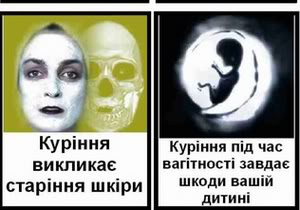 Куріння
викликає
старіння шкіри
Куріння під час
вагітності завдає
шкоди вашій
дитині